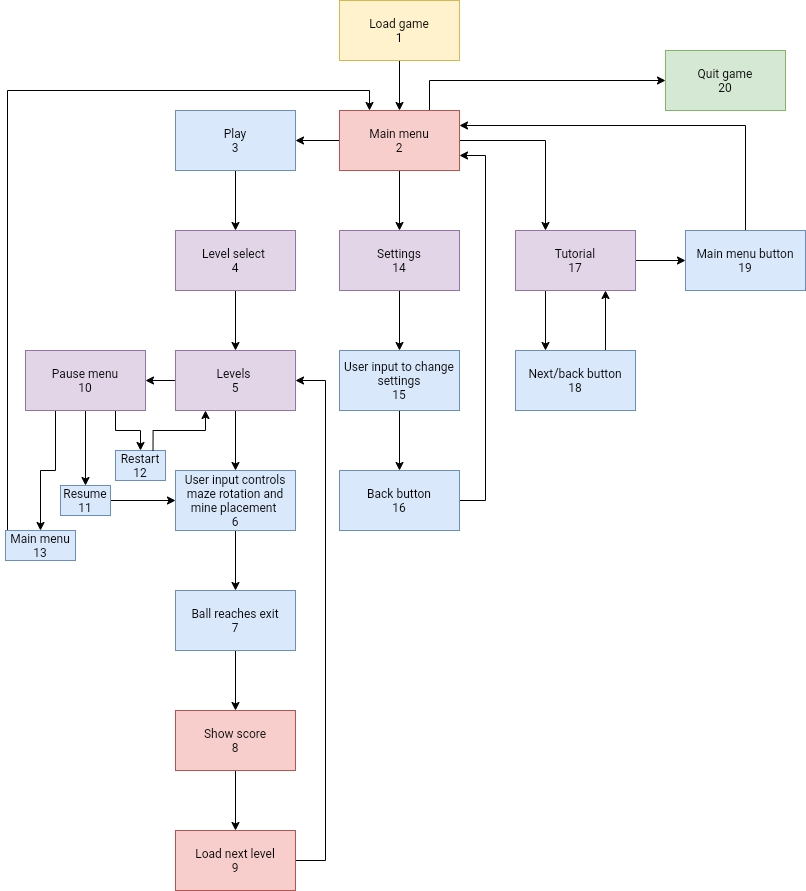 Load game
1
Quit game
20
Play
3
Main menu
2
Level select
4
Settings
14
Tutorial
17
Main menu button
19
Pause menu
10
Levels
5
User input to change
settings
15
Next/back button
18
Restart
12
Resume
11
User input controls
maze rotation and
mine placement
6
Back button
16
Main menu
13
Ball reaches exit
7
Show score
8
Load next level
9